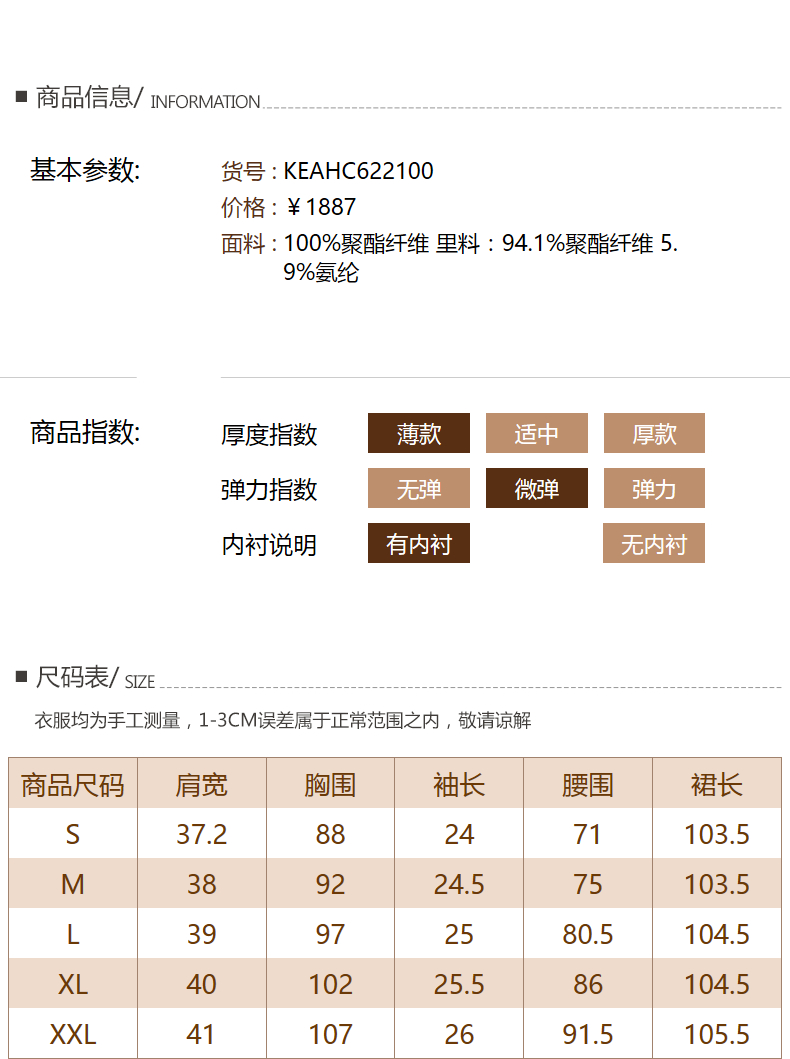 ■ 商品信息/ INFORMATION
基本参数: 货号 : KEAHC622100
价格 : ￥1887
面料 : 100%聚酯纤维 里料：94.1%聚酯纤维 5.
9%氨纶
商品指数: 厚度指数 薄款 适中 厚款
弹力指数 无弹 微弹 弹力
内衬说明 有内衬 无内衬
■ 尺码表/ SIZE
衣服均为手工测量，1-3CM误差属于正常范围之内，敬请谅解
商品尺码 肩宽 胸围 袖长 腰围 裙长
S 37.2 88 24 71 103.5
M 38 92 24.5 75 103.5
L 39 97 25 80.5 104.5
XL 40 102 25.5 86 104.5
XXL 41 107 26 91.5 105.5